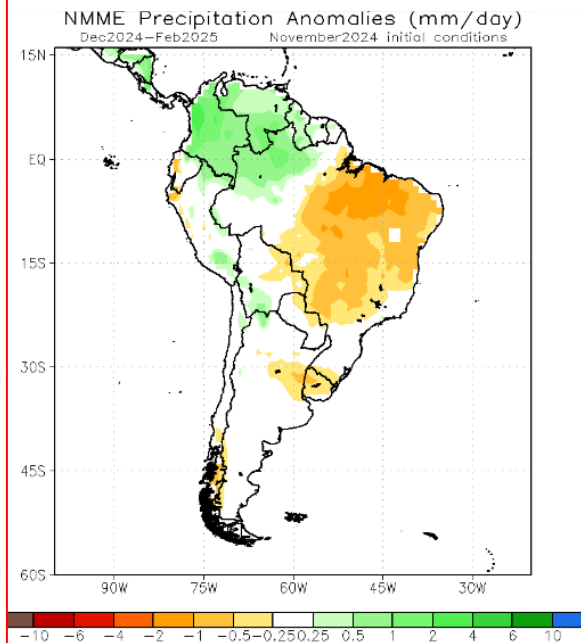 NMME Precipitation Anomalies (mm/day)
Dec2024-Feb2025 November2024 initial conditions
15N
EQ
15S
30S
45S
60S
90W 75W 60W 45W 30W
-10 -6 -4 -2 -1 -0.5 -0.25 0.25 0.5 1 2 4 6 10